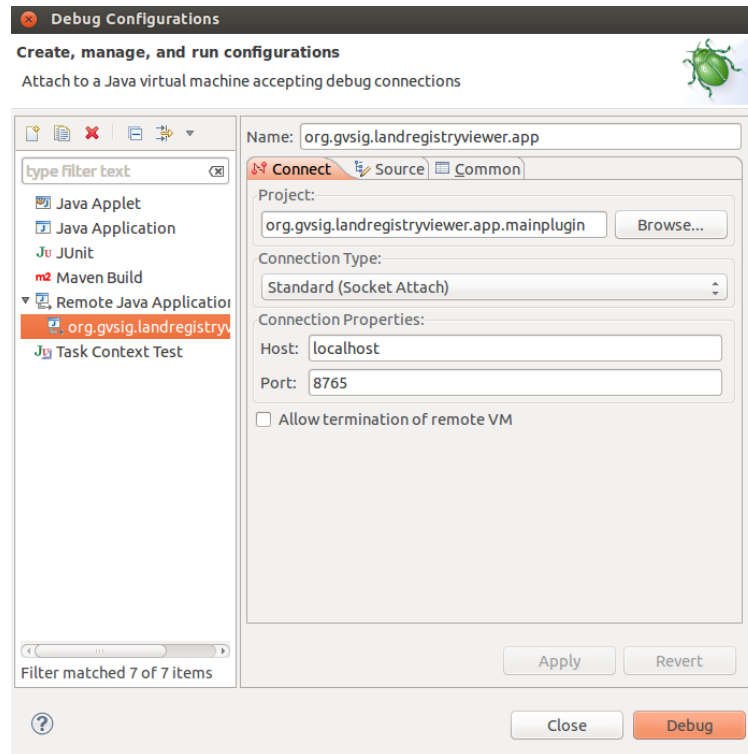 Debug Configurations
Create, manage, and run configurations
Attach to a Java virtual machine accepting debug connections
type filter text
Java Applet
Java Application
Ju JUnit
m2 Maven Build
Remote Java Application
org.gvsig.landregistryv
Ju Task Context Test
Filter matched 7 of 7 items
Name: org.gvsig.landregistryviewer.app
Connect Source Common
Project:
org.gvsig.landregistryviewer.app.mainplugin Browse...
Connection Type:
Standard (Socket Attach)
Connection Properties:
Host: localhost
Port: 8765
Allow termination of remote VM
Apply Revert
? Close Debug